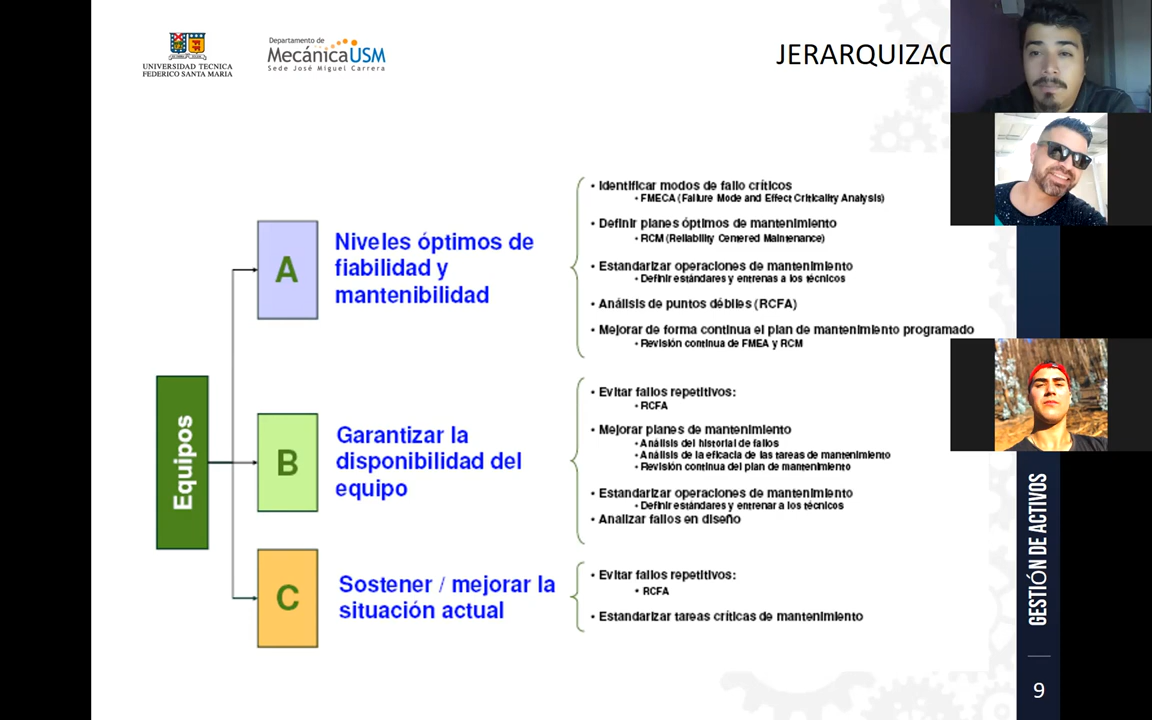 UNIVERSIDAD TECNICA
FEDERICO SANTA MARIA
Departamento de
MecánicaUSM
Sede José Miguel Carrera
JERARQUIZAC
Equipos
A
Niveles óptimos de
fiabilidad y
mantenibilidad
• Identificar modos de fallo críticos
• FMECA (Failure Mode and Effect Criticality Analysis)
• Definir planes óptimos de mantenimiento
• RCM (Reliability Centered Maintenance)
• Estandarizar operaciones de mantenimiento
• Definir estándares y entrenas a los técnicos
• Análisis de puntos débiles (RCFA)
• Mejorar de forma continua el plan de mantenimiento programado
• Revisión continua de FMEA y RCM
B
Garantizar la
disponibilidad del
equipo
• Evitar fallos repetitivos:
• RCFA
• Mejorar planes de mantenimiento
• Análisis del historial de fallos
• Análisis de la eficacia de las tareas de mantenimiento
• Revisión continua del plan de mantenimiento
• Estandarizar operaciones de mantenimiento
• Definir estándares y entrenar a los técnicos
• Analizar fallos en diseño
C
Sostener / mejorar la
situación actual
• Evitar fallos repetitivos:
• RCFA
• Estandarizar tareas críticas de mantenimiento
GESTIÓN DE ACTIVOS
9